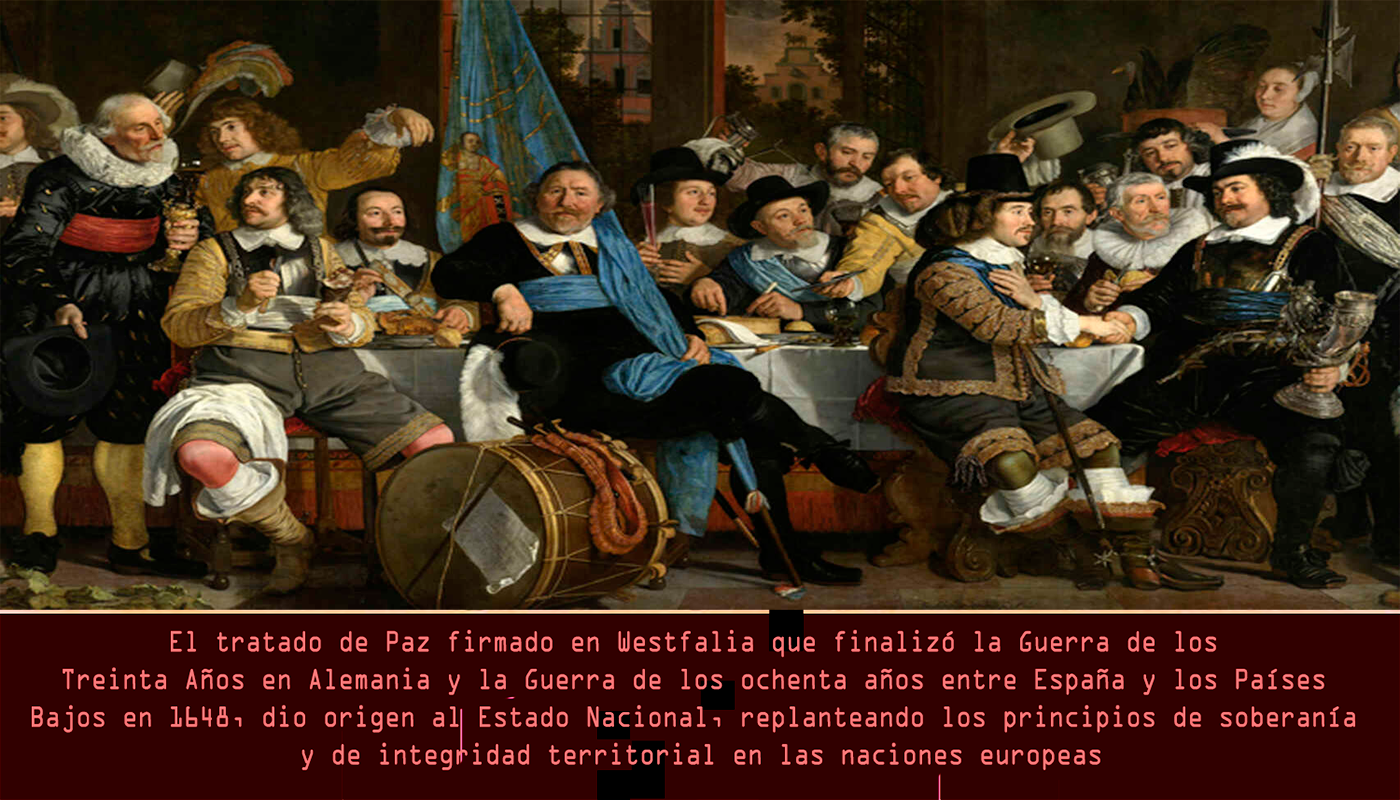 El tratado de Paz firmado en Westfalia que finalizó la Guerra de los
Treinta Años en Alemania y la Guerra de los ochenta años entre España y los Países
Bajos en 1648, dio origen al Estado Nacional, replanteando los principios de soberanía
y de integridad territorial en las naciones europeas